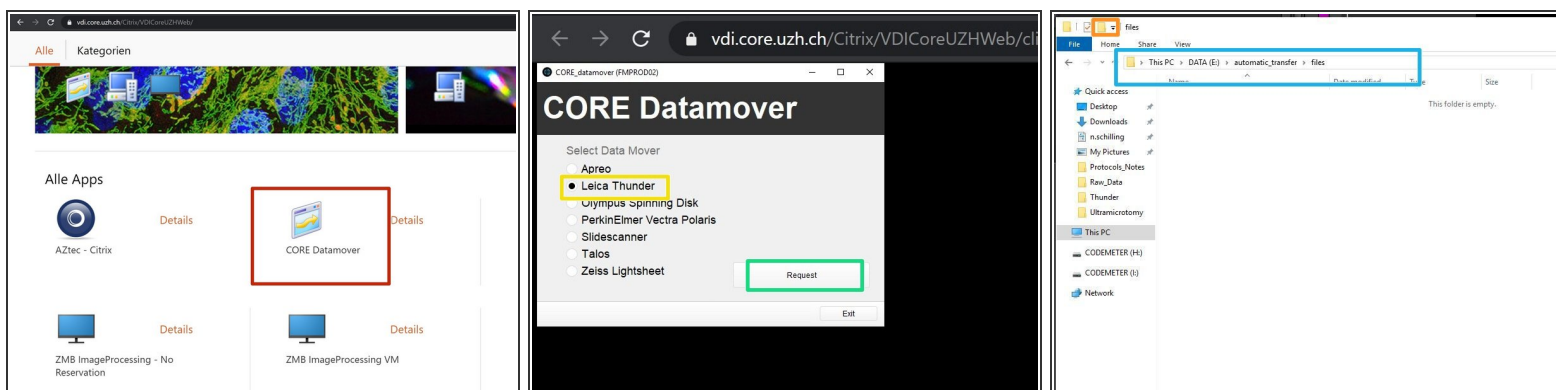 vdi.core.uzh.ch/Citrix/VDICoreUZHWeb/
Alle Kategorien
Alle Apps
Details
AZtec - Citrix
Details
CORE Datamover
Details
ZMB ImageProcessing - No
Reservation
Details
ZMB ImageProcessing VM
vdi.core.uzh.ch/Citrix/VDICoreUZHWeb/cli
CORE_datamover (FMPROD02)
CORE Datamover
Select Data Mover
Apreo
Leica Thunder
Olympus Spinning Disk
PerkinElmer Vectra Polaris
Slidescanner
Talos
Zeiss Lightsheet
Request
Exit
files
File Home Share View
This PC > DATA (E:) > automatic_transfer > files
Name Date modified Type Size
This folder is empty.
Quick access
Desktop
Downloads
n.schilling
My Pictures
Protocols_Notes
Raw_Data
Thunder
Ultramicrotomy
This PC
CODEMETER (H:)
CODEMETER (I:)
Network